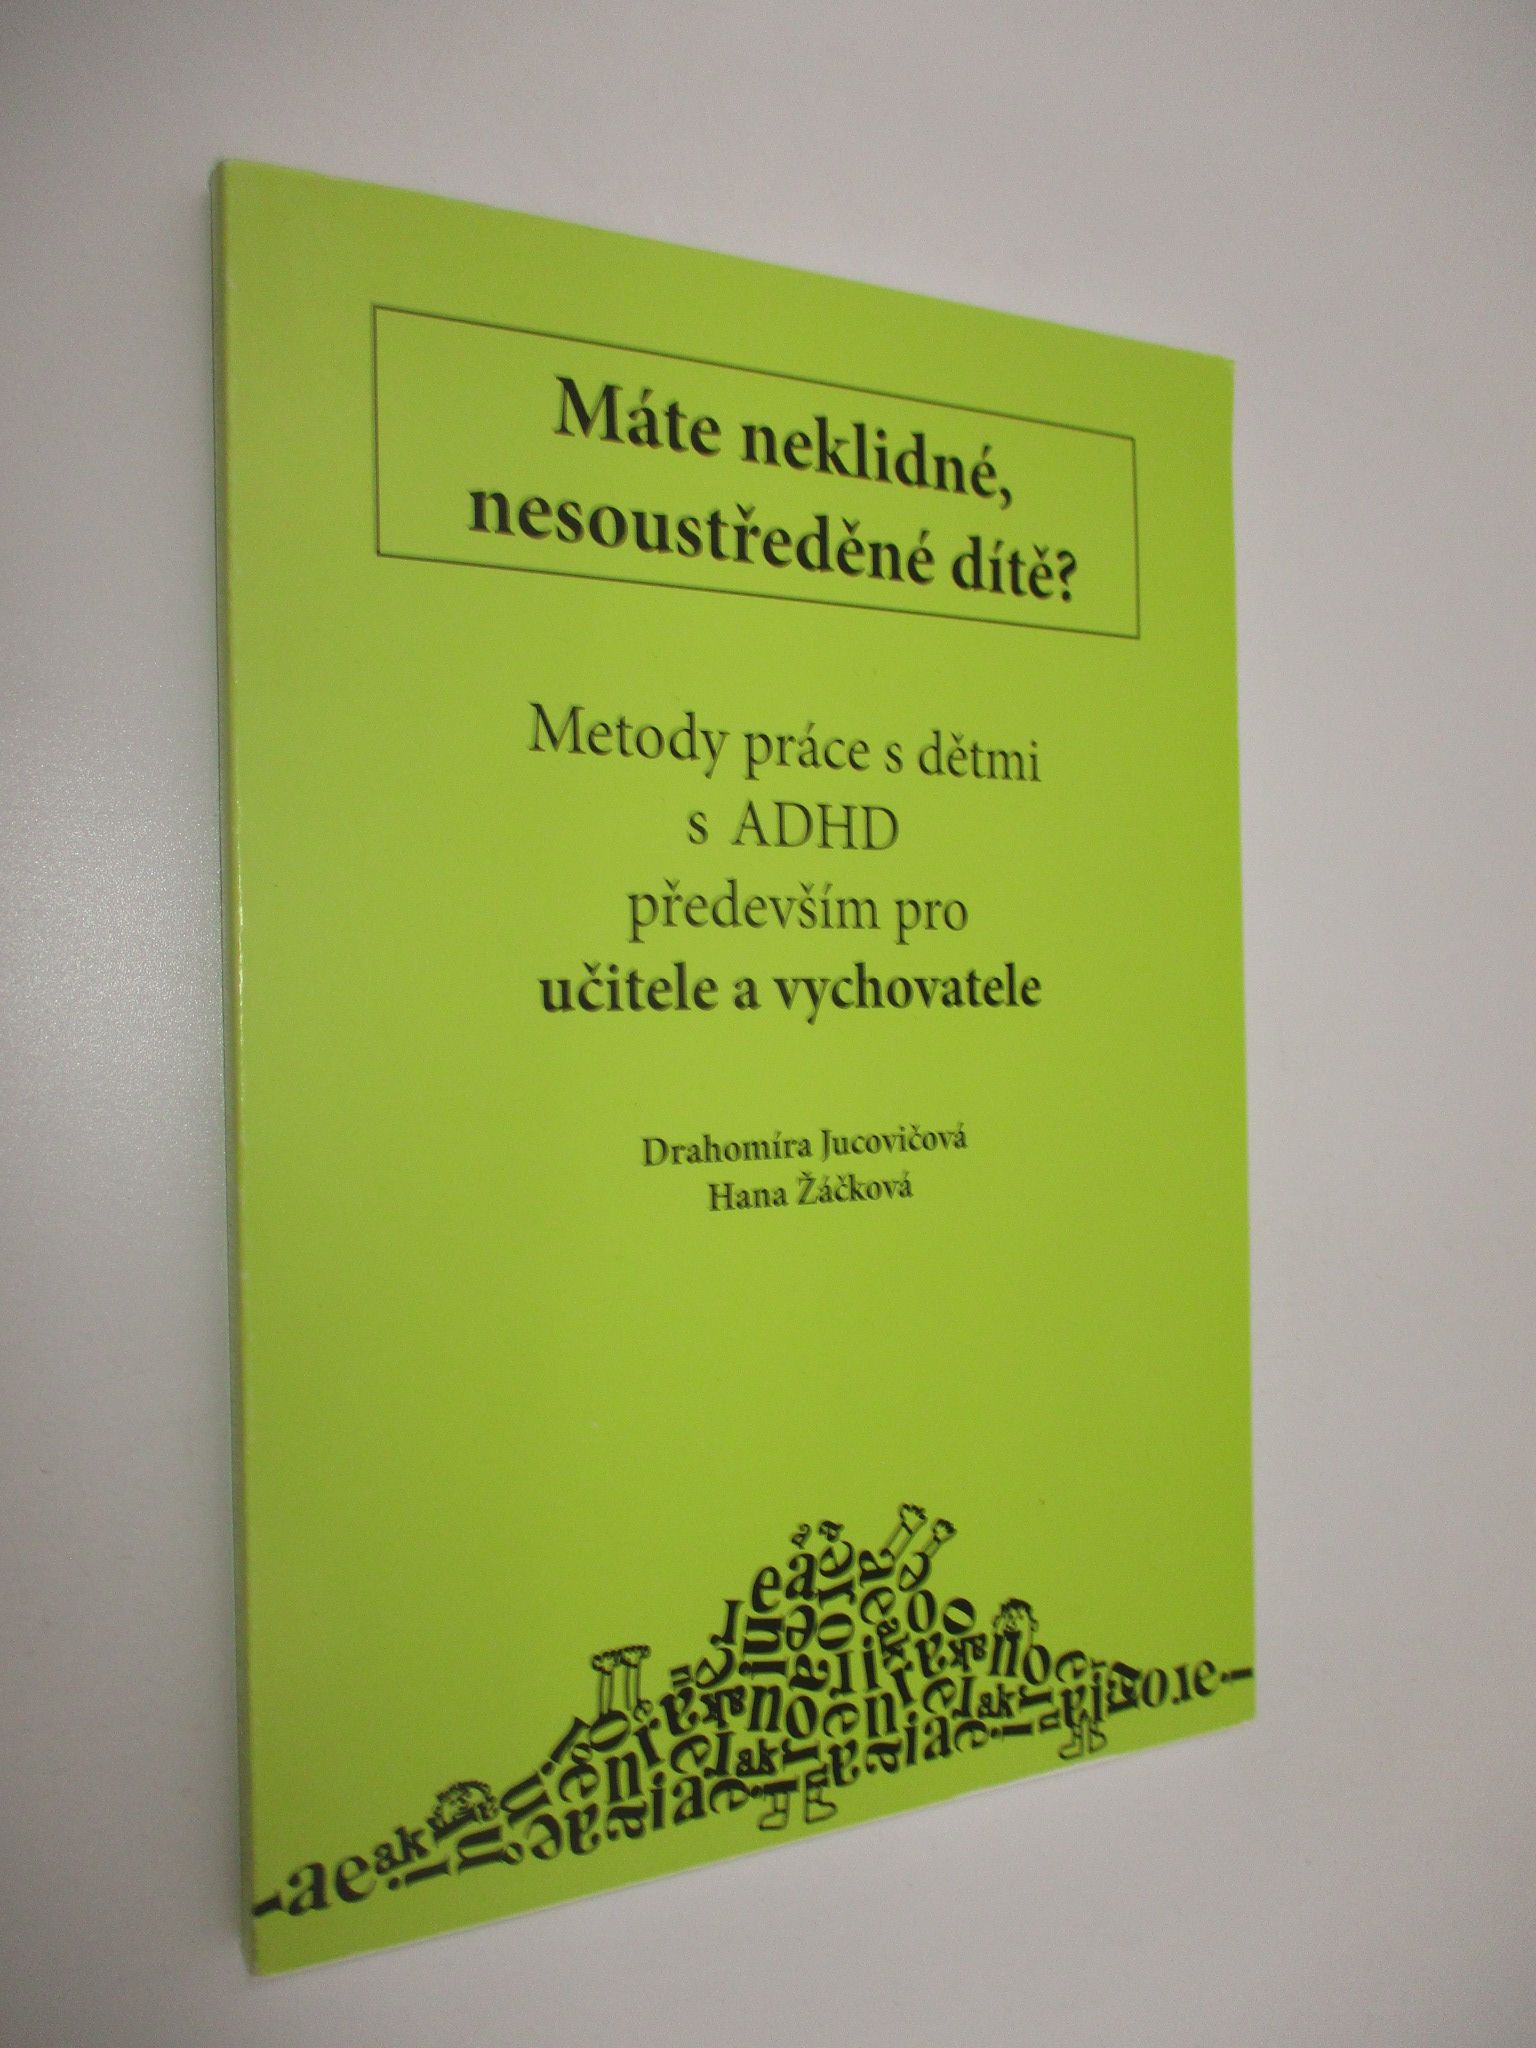 Máte neklidné,
nesoustředěné dítě?
Metody práce s dětmi
s ADHD
především pro
učitele a vychovatele
Drahomíra Jucovičová
Hana Žáčková